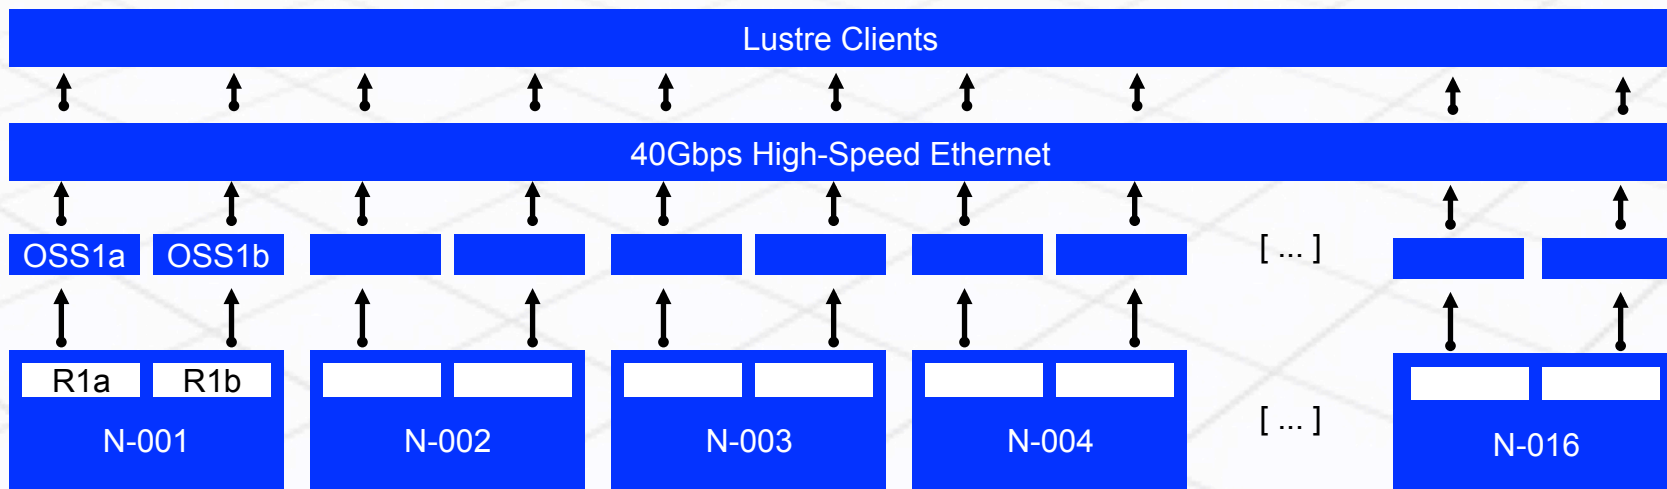 Lustre Clients
40Gbps High-Speed Ethernet
OSS1a OSS1b [ ... ]
R1a R1b
N-001 N-002 N-003 N-004 [ ... ] N-016